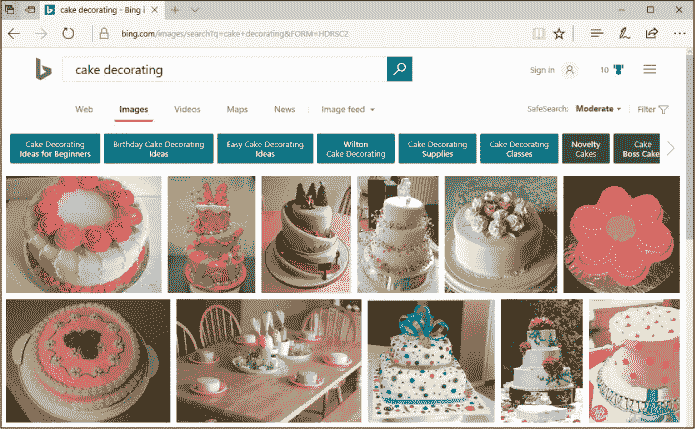 cake decorating - Bing i
bing.com/images/search?q=cake+decorating&FORM=HDRSC2
cake decorating
Sign in
10
Web Images Videos Maps News Image feed
SafeSearch: Moderate Filter
Cake Decorating Ideas for Beginners
Birthday Cake Decorating Ideas
Easy Cake Decorating Ideas
Wilton Cake Decorating
Cake Decorating Supplies
Cake Decorating Classes
Novelty Cakes
Cake Boss Cake